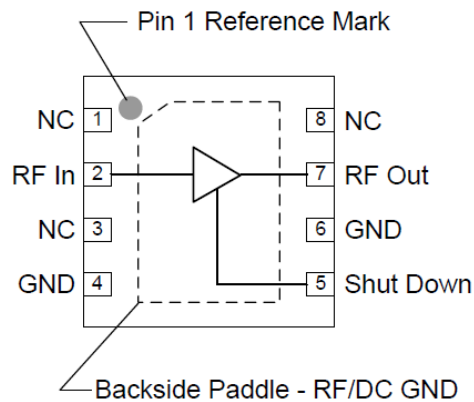 Pin 1 Reference Mark
NC 1 8 NC
RF In 2 7 RF Out
NC 3 6 GND
GND 4 5 Shut Down
Backside Paddle - RF/DC GND